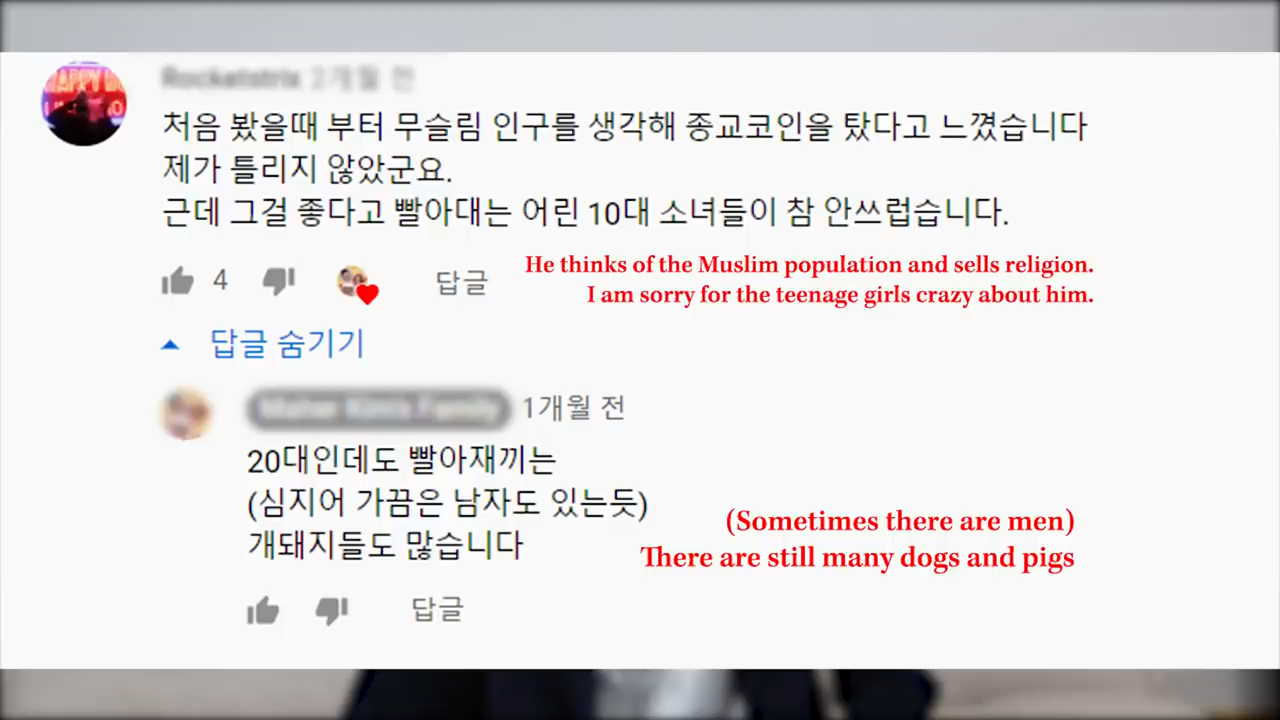 처음 봤을때 부터 무슬림 인구를 생각해 종교코인을 탔다고 느꼈습니다
제가 틀리지 않았군요.
근데 그걸 좋다고 빨아대는 어린 10대 소녀들이 참 안쓰럽습니다.
He thinks of the Muslim population and sells religion.
I am sorry for the teenage girls crazy about him.
4 답글
답글 숨기기
1개월 전
20대인데도 빨아재끼는
(심지어 가끔은 남자도 있는듯)
개돼지들도 많습니다
(Sometimes there are men)
There are still many dogs and pigs
답글